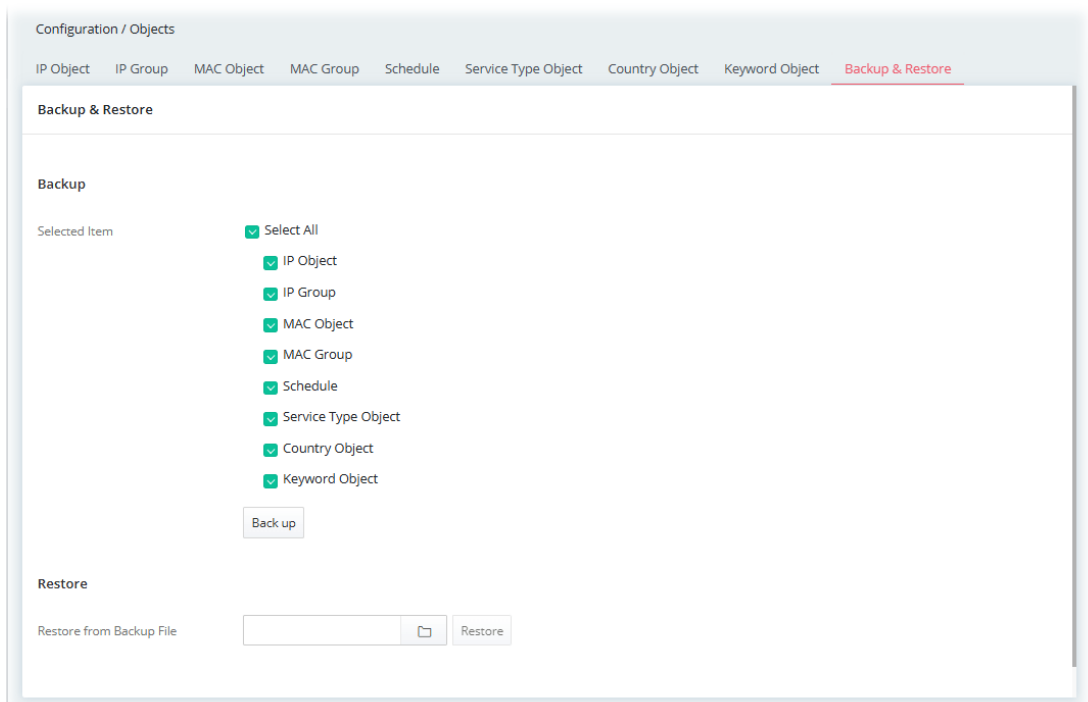 Configuration / Objects
IP Object IP Group MAC Object MAC Group Schedule Service Type Object Country Object Keyword Object Backup & Restore
Backup & Restore
Backup
Selected Item Select All
IP Object
IP Group
MAC Object
MAC Group
Schedule
Service Type Object
Country Object
Keyword Object
Back up
Restore
Restore from Backup File Restore